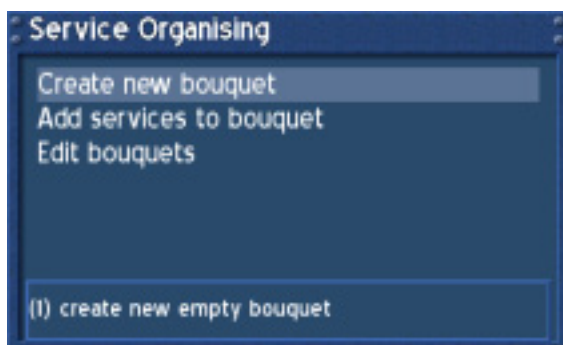 Service Organising
Create new bouquet
Add services to bouquet
Edit bouquets
(1) create new empty bouquet